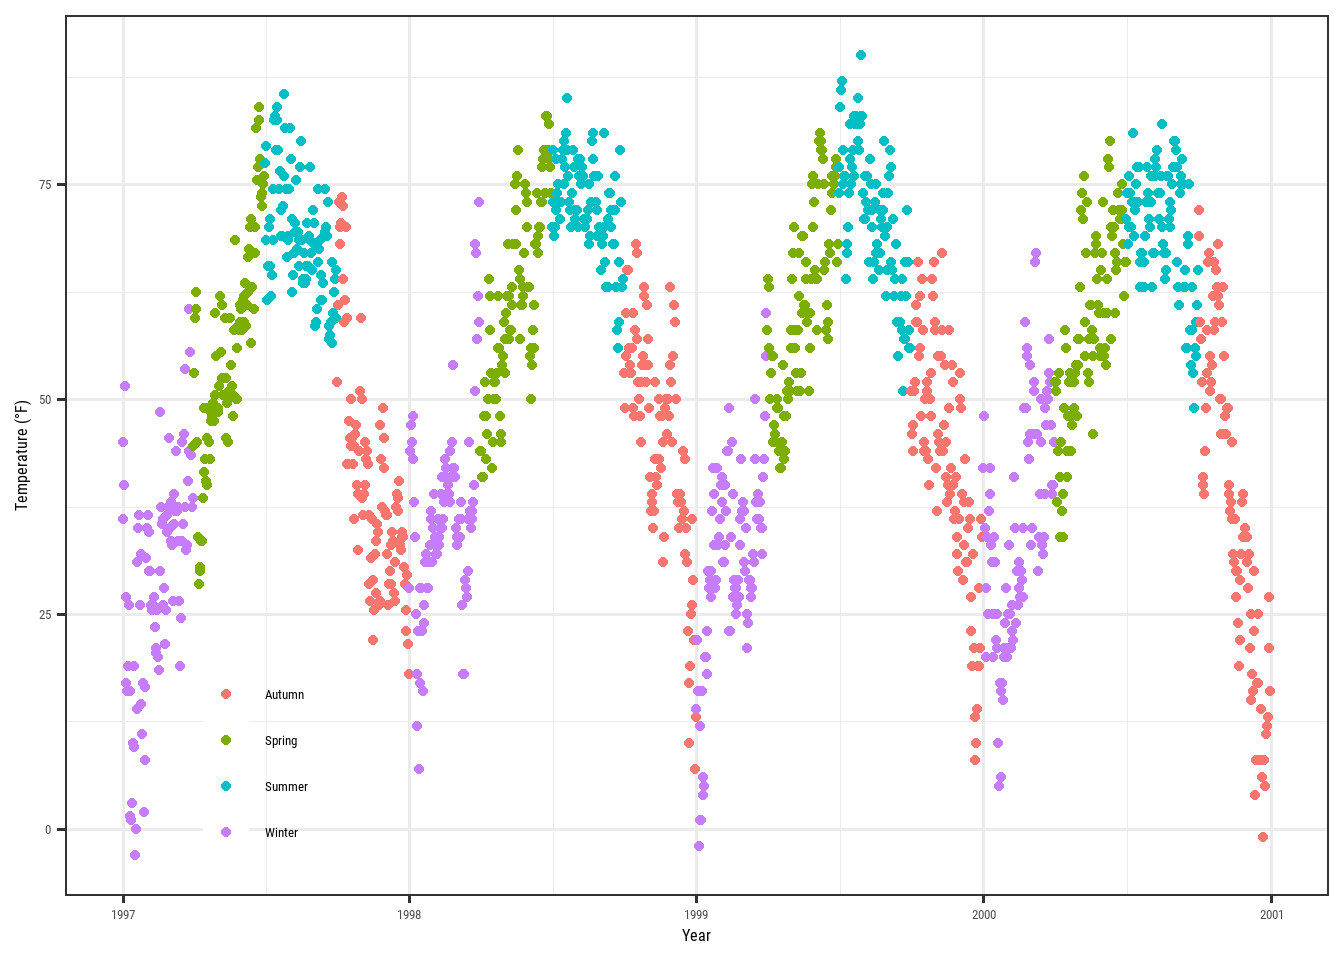 Temperature (°F)
75
50
25
0
Autumn
Spring
Summer
Winter
1997
1998
1999
2000
2001
Year